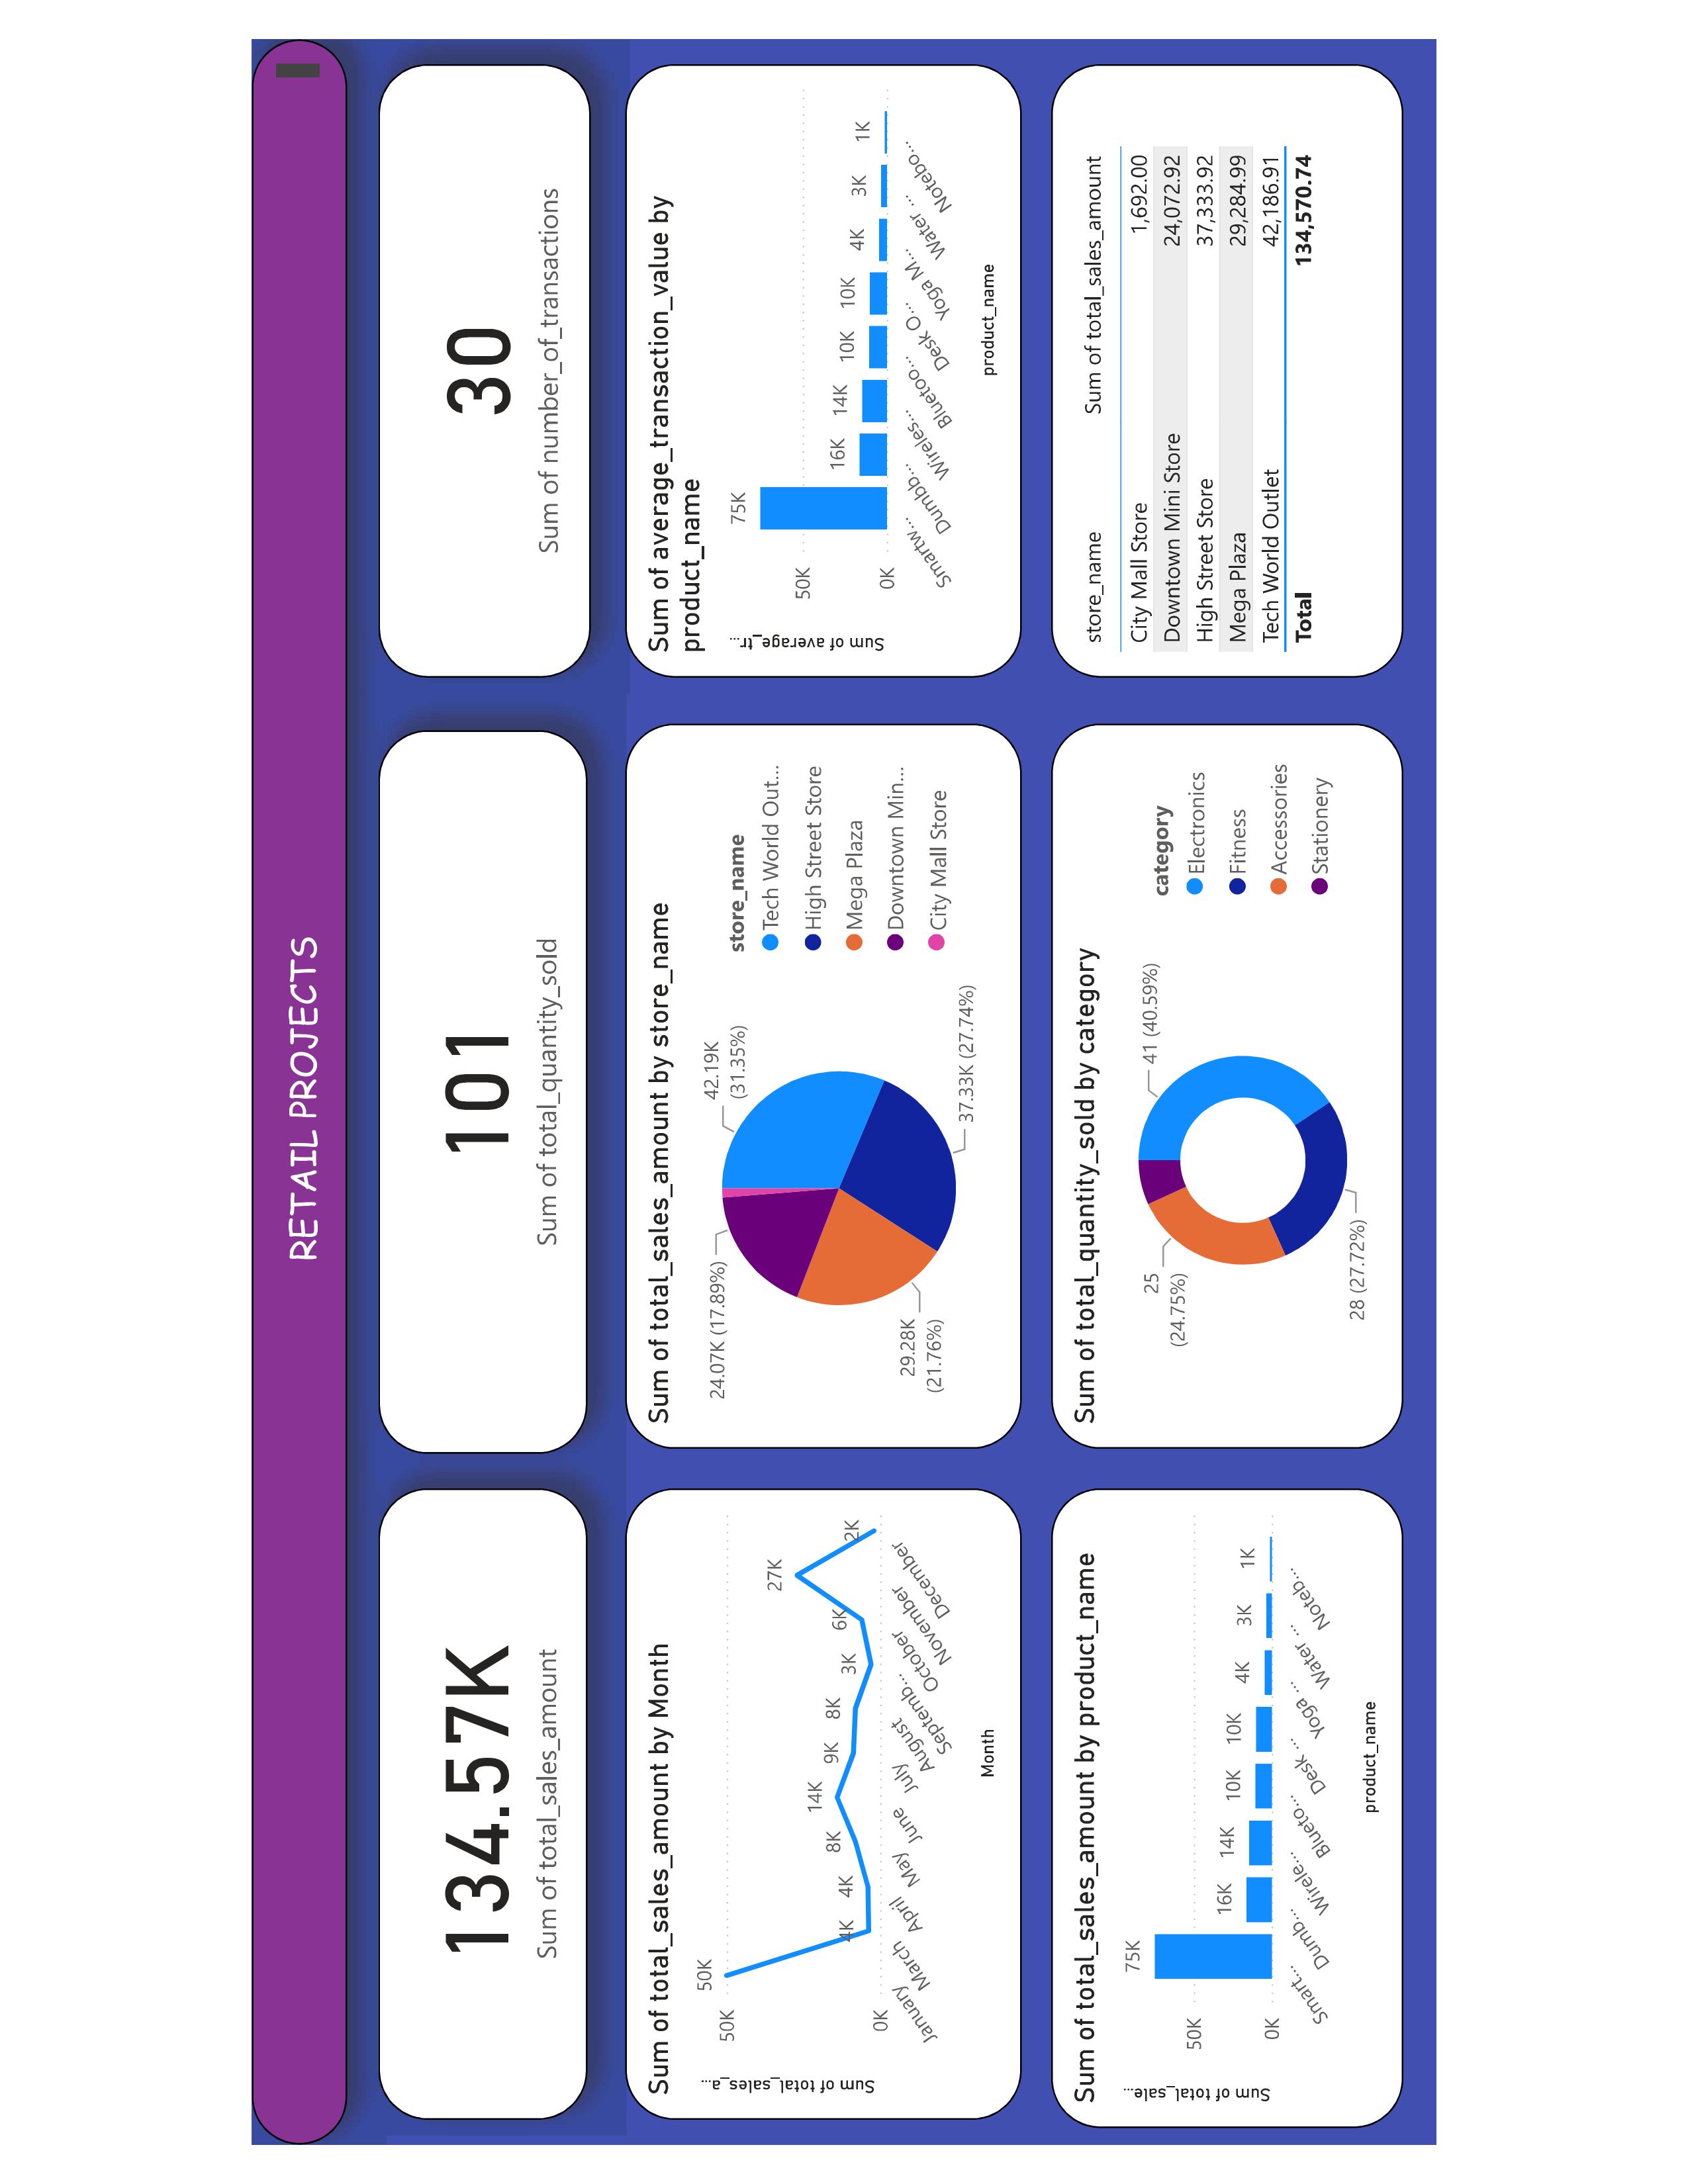 RETAIL PROJECTS
134.57K
Sum of total_sales_amount
101
Sum of total_quantity_sold
30
Sum of number_of_transactions
Sum of total_sales_amount by Month
Sum of total_sales_a...
50K
0K
50K
4K
4K
8K
14K
9K
8K
3K
6K
27K
2K
January
March
April
May
June
July
August
Septemb...
October
November
December
Month
Sum of total_sales_amount by store_name
24.07K (17.89%)
42.19K
(31.35%)
29.28K
(21.76%)
37.33K (27.74%)
store_name
Tech World Out...
High Street Store
Mega Plaza
Downtown Min...
City Mall Store
Sum of average_transaction_value by
product_name
Sum of average_tr...
50K
0K
75K
16K
14K
10K
10K
4K
3K
1K
Smartw...
Dumbb...
Wireles...
Bluetoo...
Desk O...
Yoga M...
Water ...
Notebo...
product_name
Sum of total_sales_amount by product_name
Sum of total_sale...
50K
0K
75K
16K
14K
10K
10K
4K
3K
1K
Smart...
Dumb...
Wirele...
Blueto...
Desk ...
Yoga ...
Water ...
Noteb...
product_name
Sum of total_quantity_sold by category
25
(24.75%)
41 (40.59%)
28 (27.72%)
category
Electronics
Fitness
Accessories
Stationery
store_name Sum of total_sales_amount
City Mall Store 1,692.00
Downtown Mini Store 24,072.92
High Street Store 37,333.92
Mega Plaza 29,284.99
Tech World Outlet 42,186.91
Total 134,570.74